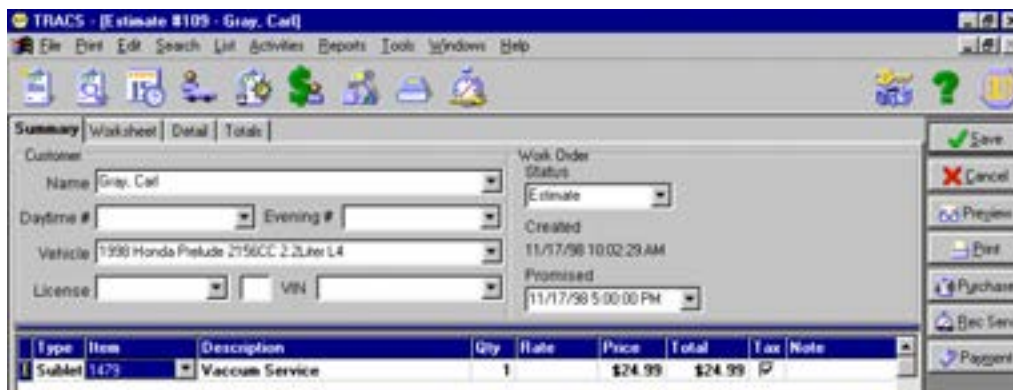 TRACS - [Estimate #109 - Gray, Carl]
File Print Edit Search List Activities Reports Tools Windows Help
Summary Worksheet Detail Totals
Customer
Name Gray, Carl
Daytime # Evening #
Vehicle 1998 Honda Prelude 2156CC 2.2Liter L4
License VIN
Work Order
Status
Estimate
Created
11/17/98 10:02:29 AM
Promised
11/17/98 5:00:00 PM
Save
Cancel
Preview
Print
Purchase
Rec Serv
Payment
Type Item Description Qty Rate Price Total Tax Note
Sublet 1479 Vaccum Service 1 $24.99 $24.99